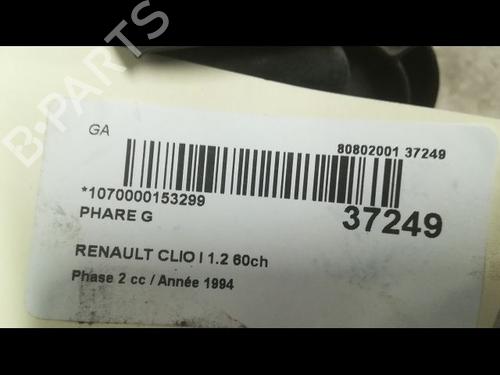 B-PARTS
GA
80802001 37249
*1070000153299
PHARE G
37249
RENAULT CLIO I 1.2 60ch
Phase 2 cc / Année 1994